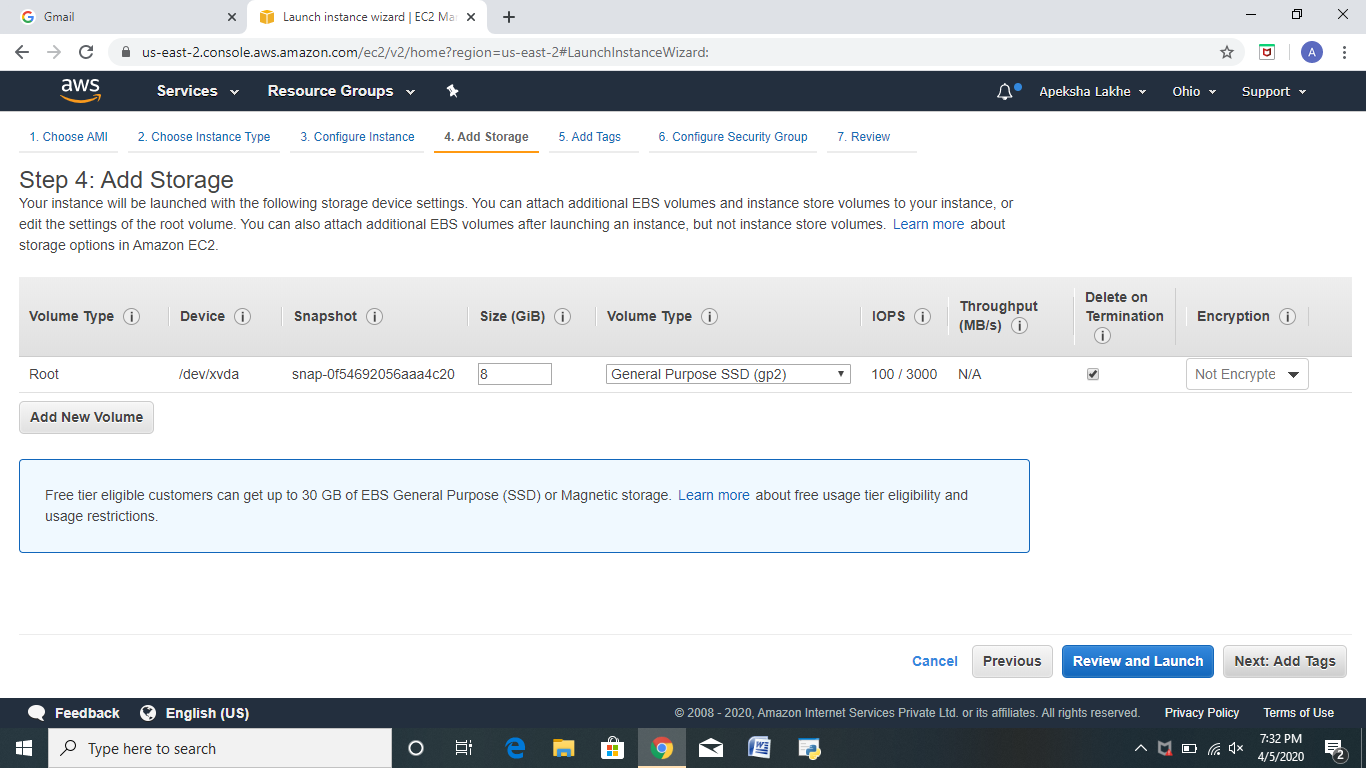 Gmail
Launch instance wizard | EC2 Ma
us-east-2.console.aws.amazon.com/ec2/v2/home?region=us-east-2#LaunchInstanceWizard:
A
aws
Services
Resource Groups
Apeksha Lakhe
Ohio
Support
1. Choose AMI
2. Choose Instance Type
3. Configure Instance
4. Add Storage
5. Add Tags
6. Configure Security Group
7. Review
Step 4: Add Storage
Your instance will be launched with the following storage device settings. You can attach additional EBS volumes and instance store volumes to your instance, or
edit the settings of the root volume. You can also attach additional EBS volumes after launching an instance, but not instance store volumes. Learn more about
storage options in Amazon EC2.
Volume Type i Device i Snapshot i Size (GiB) i Volume Type i IOPS i Throughput (MB/s) i Delete on Termination i Encryption i
Root /dev/xvda snap-0f54692056aaa4c20 8 General Purpose SSD (gp2) 100 / 3000 N/A Not Encrypte
Add New Volume
Free tier eligible customers can get up to 30 GB of EBS General Purpose (SSD) or Magnetic storage. Learn more about free usage tier eligibility and
usage restrictions.
Cancel
Previous
Review and Launch
Next: Add Tags
Feedback
English (US)
© 2008 - 2020, Amazon Internet Services Private Ltd. or its affiliates. All rights reserved.
Privacy Policy
Terms of Use
Type here to search
7:32 PM
4/5/2020
2